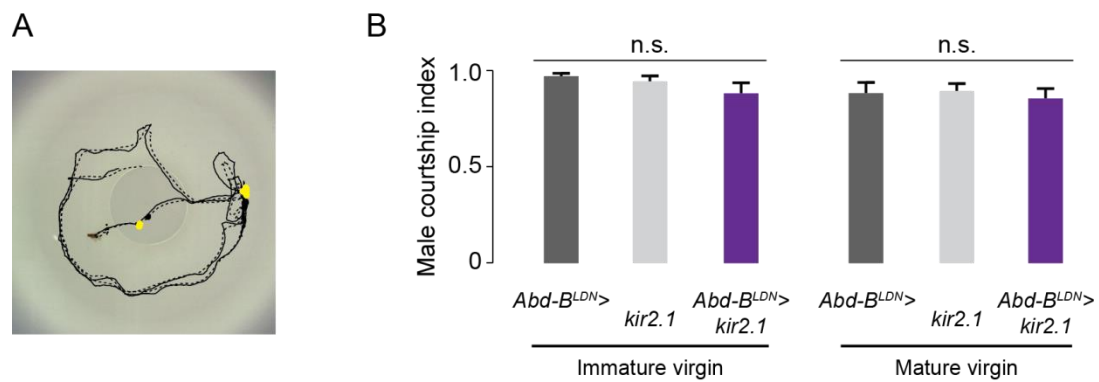 A
B
n.s.
n.s.
Male courtship index
1.0
0.5
0
Abd-B^LDN>
kir2.1
Abd-B^LDN>
kir2.1
Abd-B^LDN>
kir2.1
Abd-B^LDN>
kir2.1
Immature virgin
Mature virgin